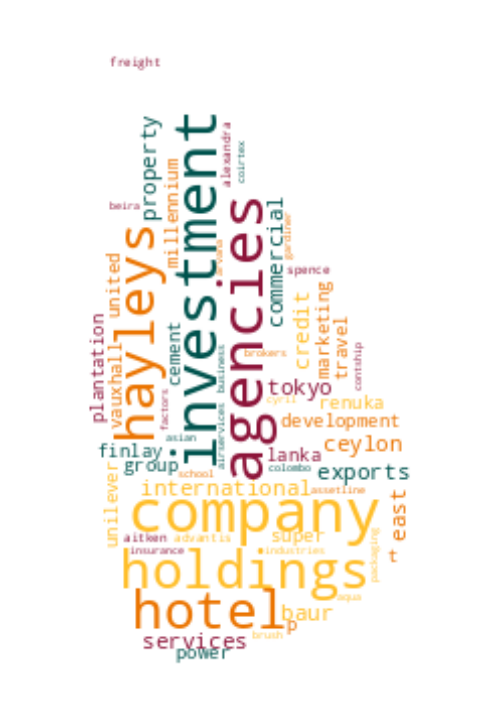 freight
property
investment
alexandra
coirtex
millennium
beira
hayleys
agencies
commercial
gardiner
arvana
united
spence
plantation
vauxhall
cement
business
credit
marketing
travel
brokers
contship
factors
tokyo
cyril
renuka
airservices
development
asian
finlay
ceylon
group
lanka
colombo
exports
school
unilever
international
assetline
company
east
t
aitken
advantis
super
packaging
insurance
industries
holdings
aqua
hotel
baur
p
services
brush
power